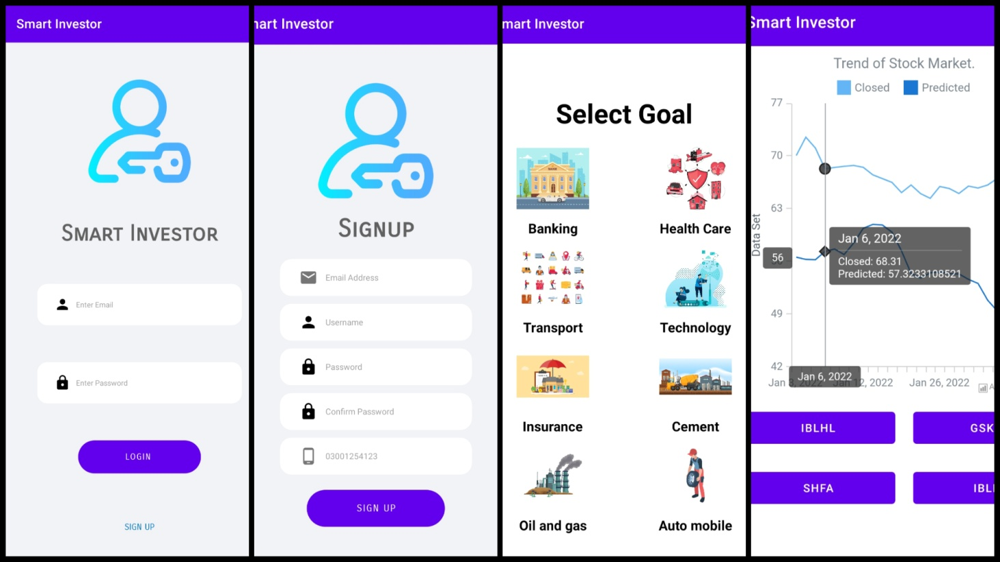 Smart Investor
SMART INVESTOR
Enter Email
Enter Password
LOGIN
SIGN UP
mart Investor
SIGNUP
Email Address
Username
Password
Confirm Password
03001254123
SIGN UP
mart Investor
Select Goal
Banking
Health Care
Transport
Technology
Insurance
Cement
Oil and gas
Auto mobile
Smart Investor
Trend of Stock Market.
Closed
Predicted
77
70
63
56
49
42
Data Set
Jan 6, 2022
Closed: 68.31
Predicted: 57.3233108521
Jan 3, 2022
Jan 6, 2022
Jan 12, 2022
Jan 26, 2022
IBLHL
GSK
SHFA
IBL